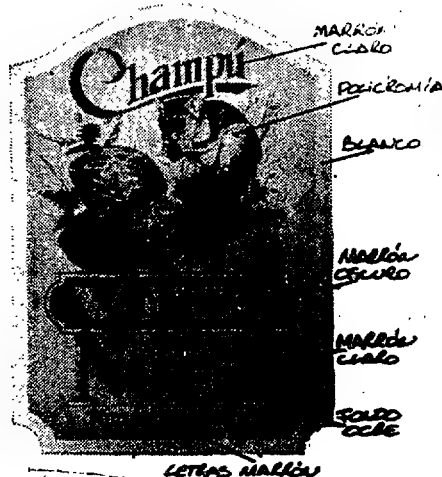 MARRÓN
CLARO
Champú
POLICROMÍA
BLANCO
MARRÓN
OSCURO
MARRÓN
CLARO
FONDO
OCRE
LETRAS MARRÓN